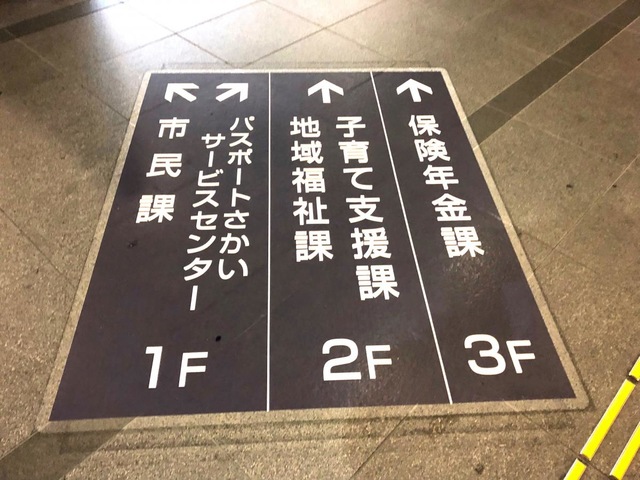 保険年金課
3F
子育て支援課
地域福祉課
2F
パスポートさかい
サービスセンター
市民課
1F